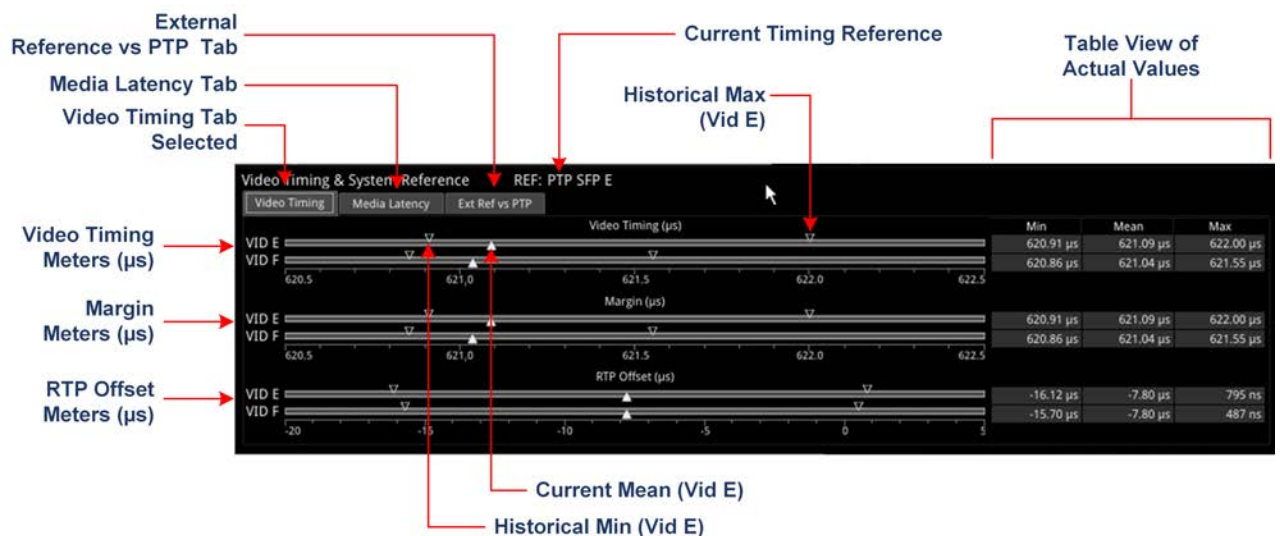 External
Reference vs PTP Tab
Media Latency Tab
Video Timing Tab
Selected
Current Timing Reference
Historical Max
(Vid E)
Table View of
Actual Values
Video Timing & System Reference REF: PTP SFP E
Video Timing Media Latency Ext Ref vs PTP
Video Timing
Meters (µs)
Video Timing (µs)
Min Mean Max
VID E 620.91 µs 621.09 µs 622.00 µs
VID F 620.86 µs 621.04 µs 621.55 µs
620.5 621.0 621.5 622.0 622.5
Margin
Meters (µs)
Margin (µs)
VID E 620.91 µs 621.09 µs 622.00 µs
VID F 620.86 µs 621.04 µs 621.55 µs
620.5 621.0 621.5 622.0 622.5
RTP Offset
Meters (µs)
RTP Offset (µs)
VID E -16.12 µs -7.80 µs 795 ns
VID F -15.70 µs -7.80 µs 487 ns
-20 -15 -10 -5 0 5
Current Mean (Vid E)
Historical Min (Vid E)